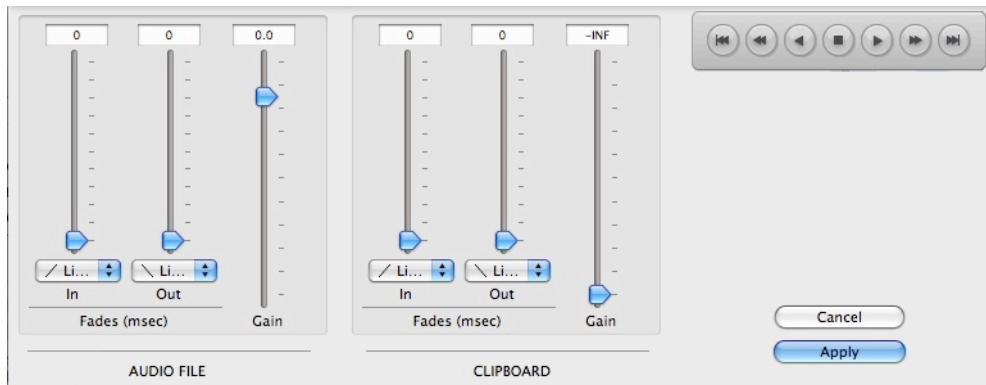 0 0 0.0 0 0 -INF
Li... Li... Li... Li...
In Out In Out
Fades (msec) Gain Fades (msec) Gain
Cancel
Apply
AUDIO FILE CLIPBOARD